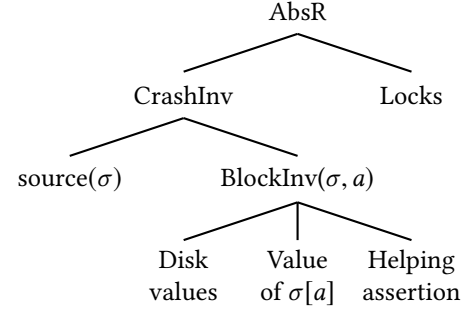 AbsR
CrashInv
Locks
source(σ)
BlockInv(σ, a)
Disk
values
Value
of σ[a]
Helping
assertion